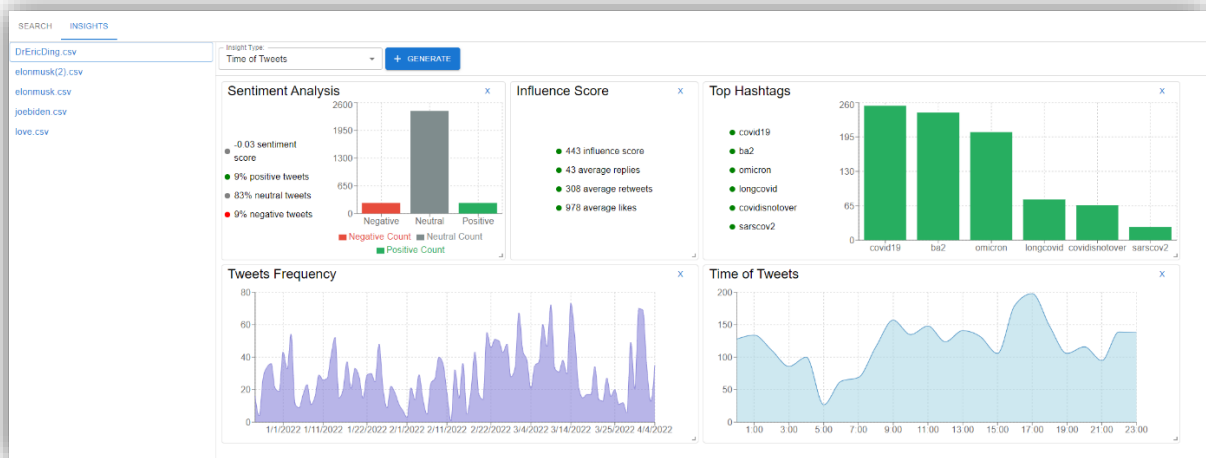 SEARCH INSIGHTS
DrEricDing.csv
elonmusk(2).csv
elonmusk.csv
joebiden.csv
love.csv
Insight Type:
Time of Tweets
+ GENERATE
Sentiment Analysis X
-0.03 sentiment
score
9% positive tweets
83% neutral tweets
9% negative tweets
2600
1950
1300
650
0
Negative Neutral Positive
Negative Count Neutral Count
Positive Count
Influence Score X
443 influence score
43 average replies
308 average retweets
978 average likes
Top Hashtags X
covid19
ba2
omicron
longcovid
covidisnotover
sarscov2
260
195
130
65
0
covid19 ba2 omicron longcovid covidisnotover sarscov2
Tweets Frequency X
80
60
40
20
0
1/1/2022 1/11/2022 1/22/2022 2/1/2022 2/11/2022 2/22/2022 3/4/2022 3/14/2022 3/25/2022 4/4/2022
Time of Tweets X
200
150
100
50
0
1:00 3:00 5:00 7:00 9:00 11:00 13:00 15:00 17:00 19:00 21:00 23:00